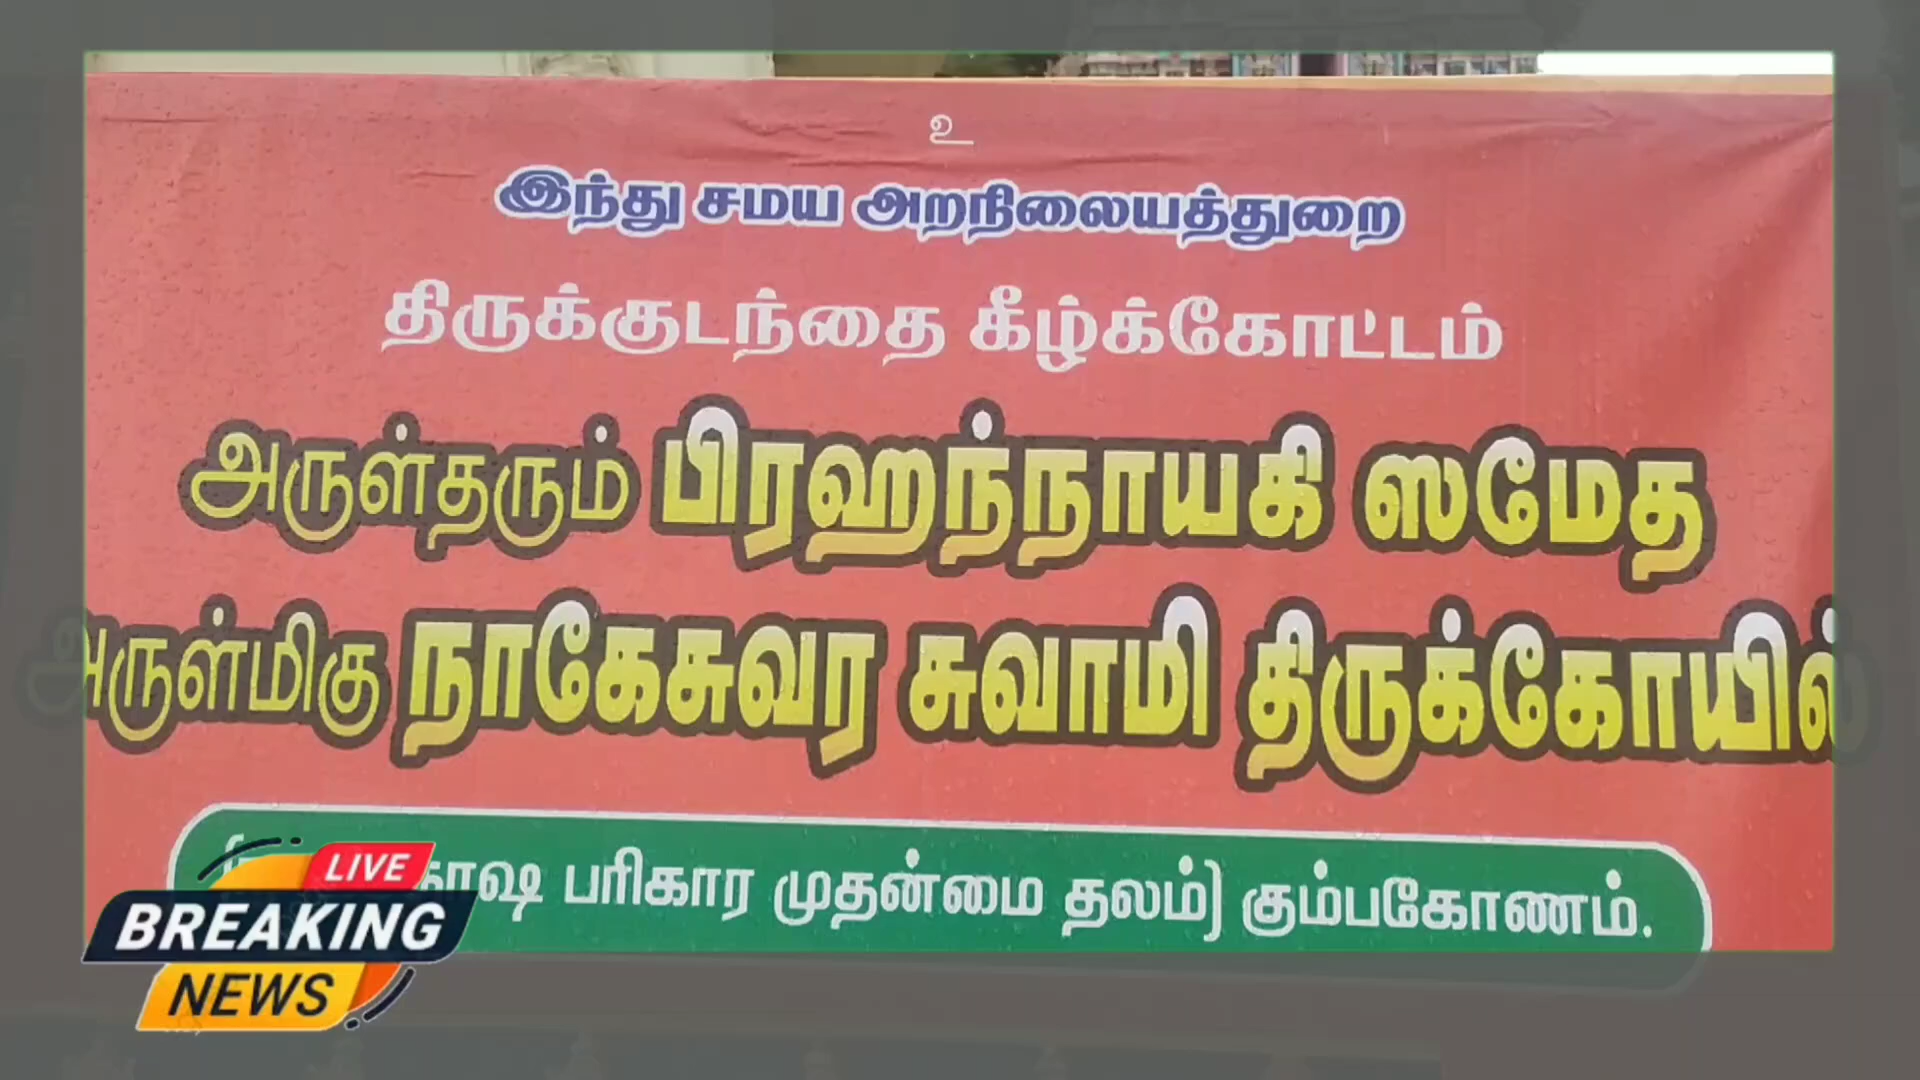 உ
இந்து சமய அறநிலையத்துறை
திருக்குடந்தை கீழ்க்கோட்டம்
அருள்தரும் பிரஹந்நாயகி ஸமேத
அருள்மிகு நாகேசுவர சுவாமி திருக்கோயில்
பரிகார முதன்மை தலம்) கும்பகோணம்.
LIVE
BREAKING
NEWS